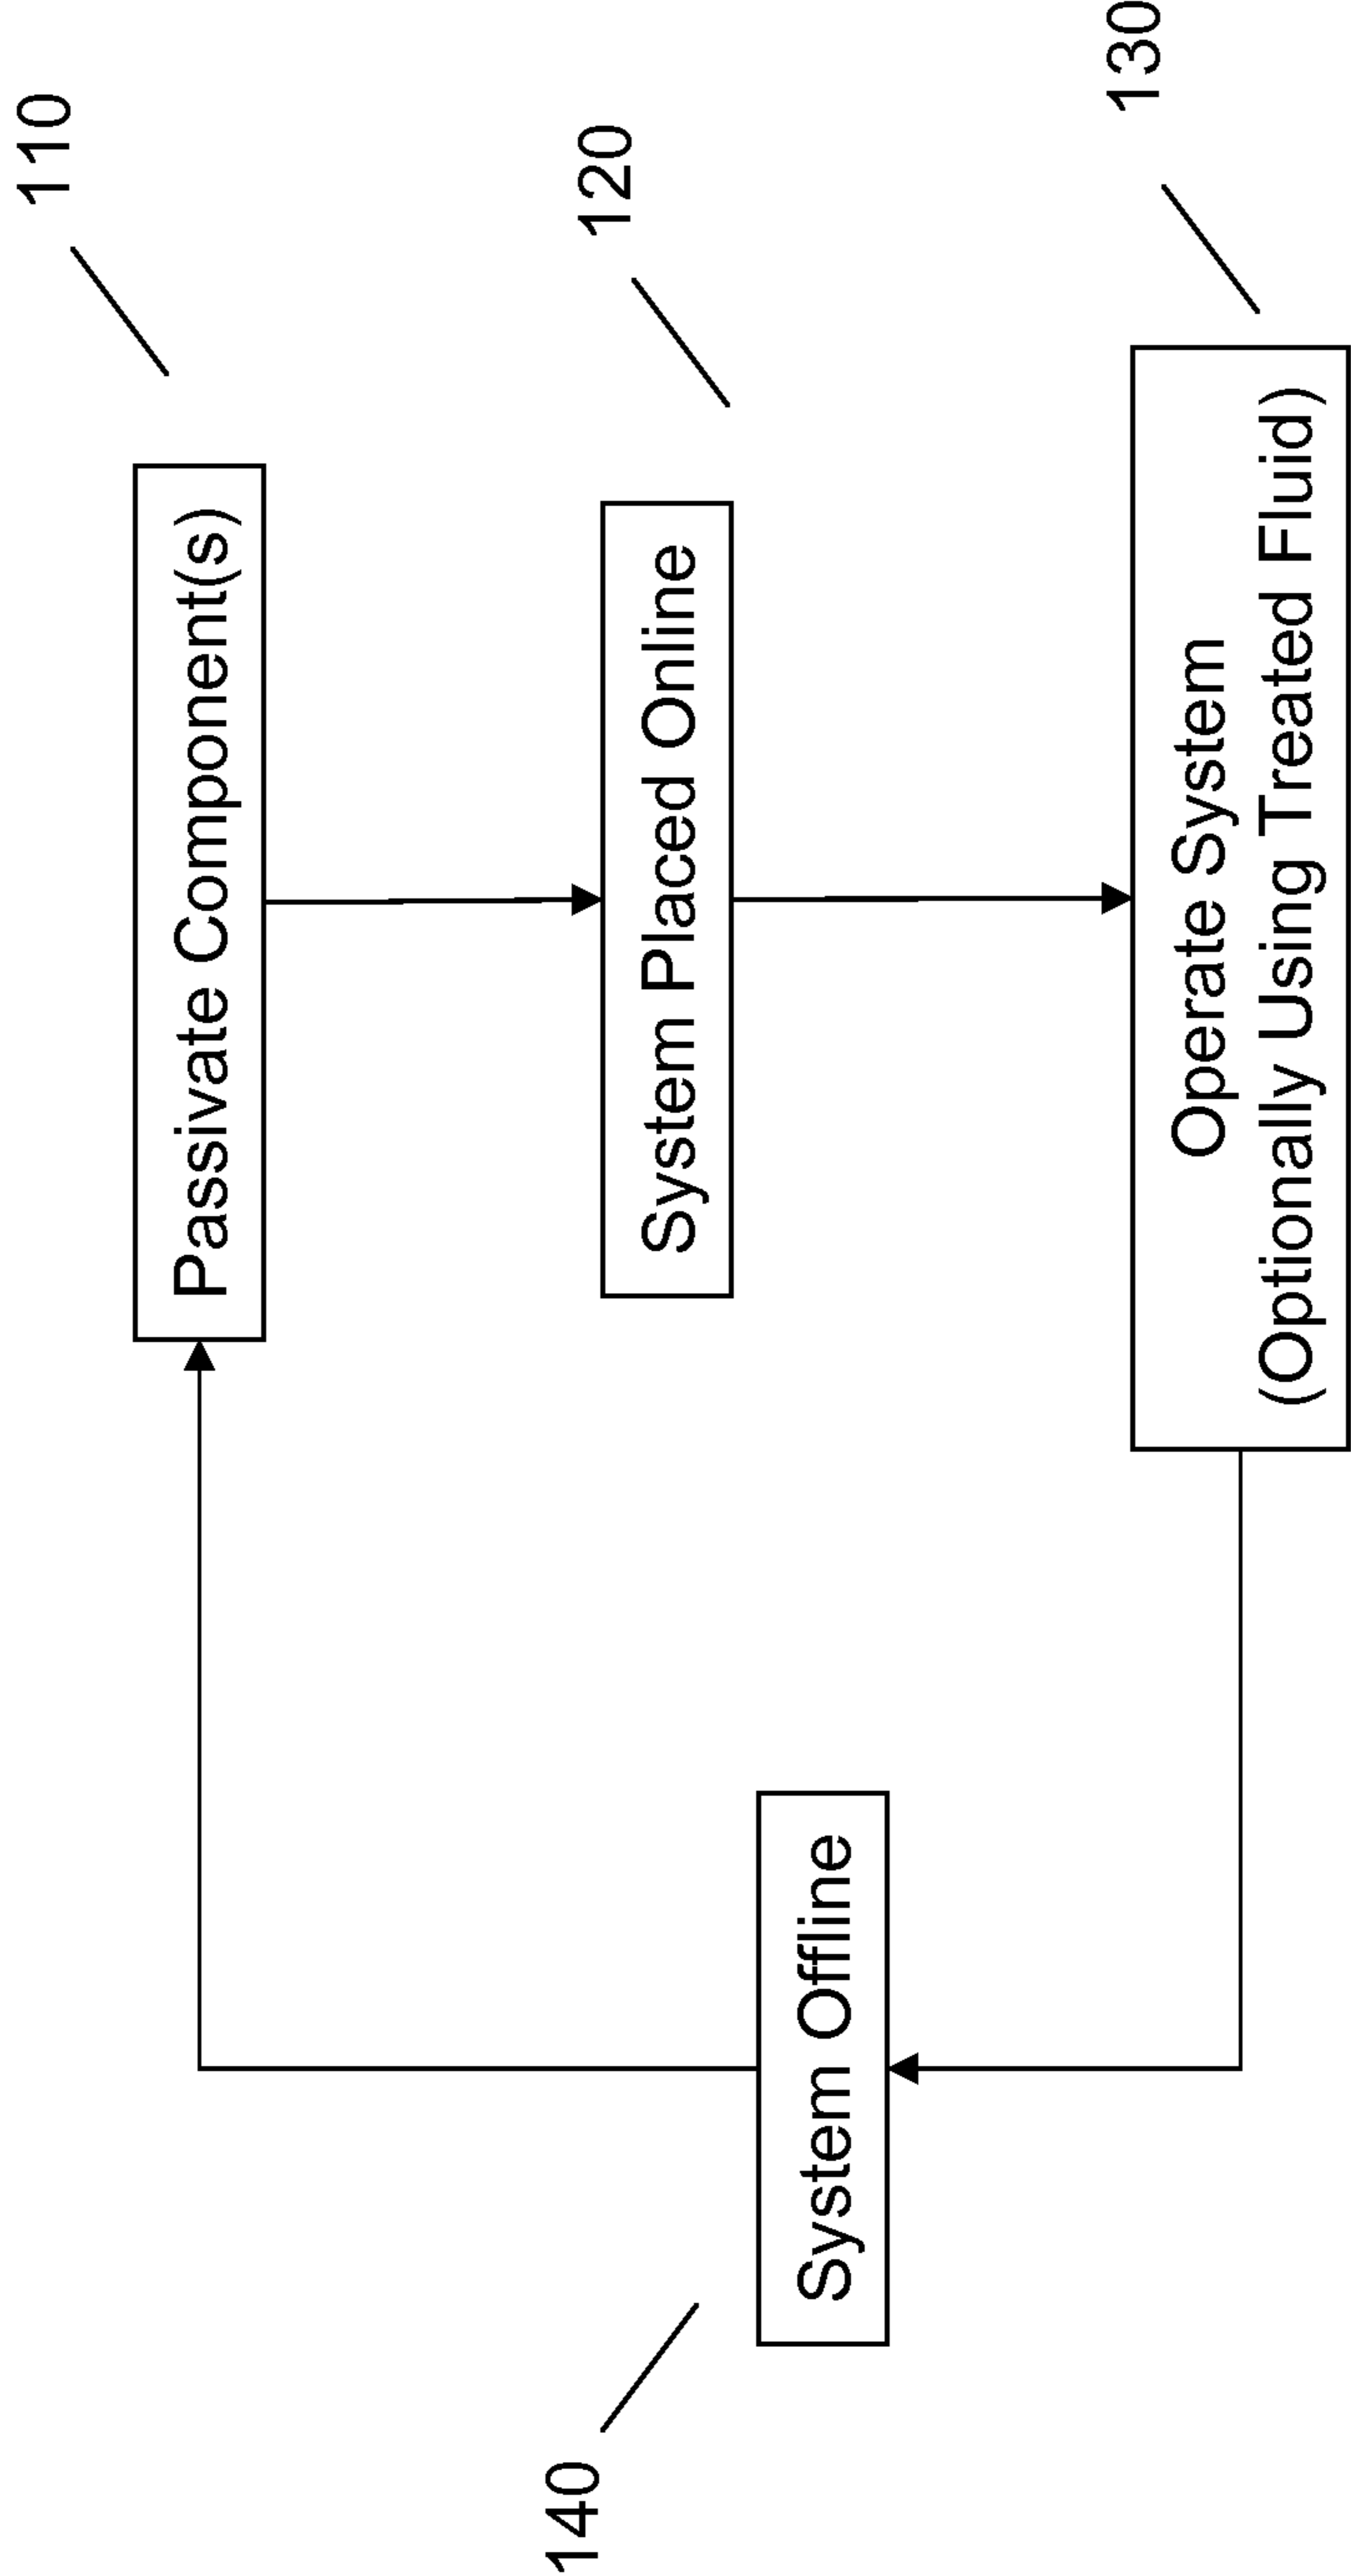 110
Passivate Component(s)
120
System Placed Online
140
System Offline
130
Operate System
(Optionally Using Treated Fluid)